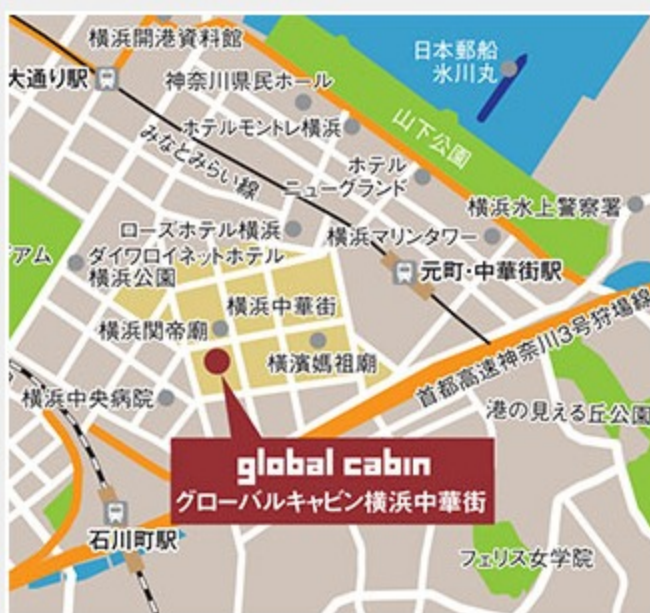 横浜開港資料館
日本郵船
氷川丸
大通り駅
神奈川県民ホール
ホテルモントレ横浜
山下公園
みなとみらい線
ホテル
ニューグランド
横浜水上警察署
ローズホテル横浜
横浜マリンタワー
アム
ダイワロイネットホテル
横浜公園
元町・中華街駅
横浜中華街
横浜関帝廟
横濱媽祖廟
首都高速神奈川3号狩場線
横浜中央病院
港の見える丘公園
global cabin
グローバルキャビン横浜中華街
石川町駅
フェリス女学院